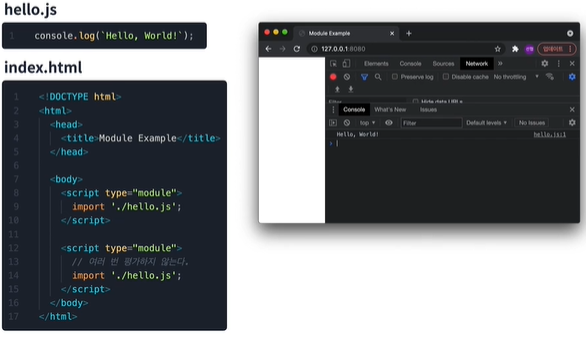 hello.js
1 console.log(`Hello, World!`);
index.html
1 <!DOCTYPE html>
2 <html>
3 <head>
4 <title>Module Example</title>
5 </head>
6
7 <body>
8 <script type="module">
9 import './hello.js';
10 </script>
11
12 <script type="module">
13 // 여러 번 평가하지 않는다.
14 import './hello.js';
15 </script>
16 </body>
17 </html>
Module Example
127.0.0.1:8080
업데이트
Elements Console Sources Network
Preserve log Disable cache No throttling
Filter Hide data URLs
Console What's New Issues
top Filter Default levels No Issues
Hello, World! hello.js:1